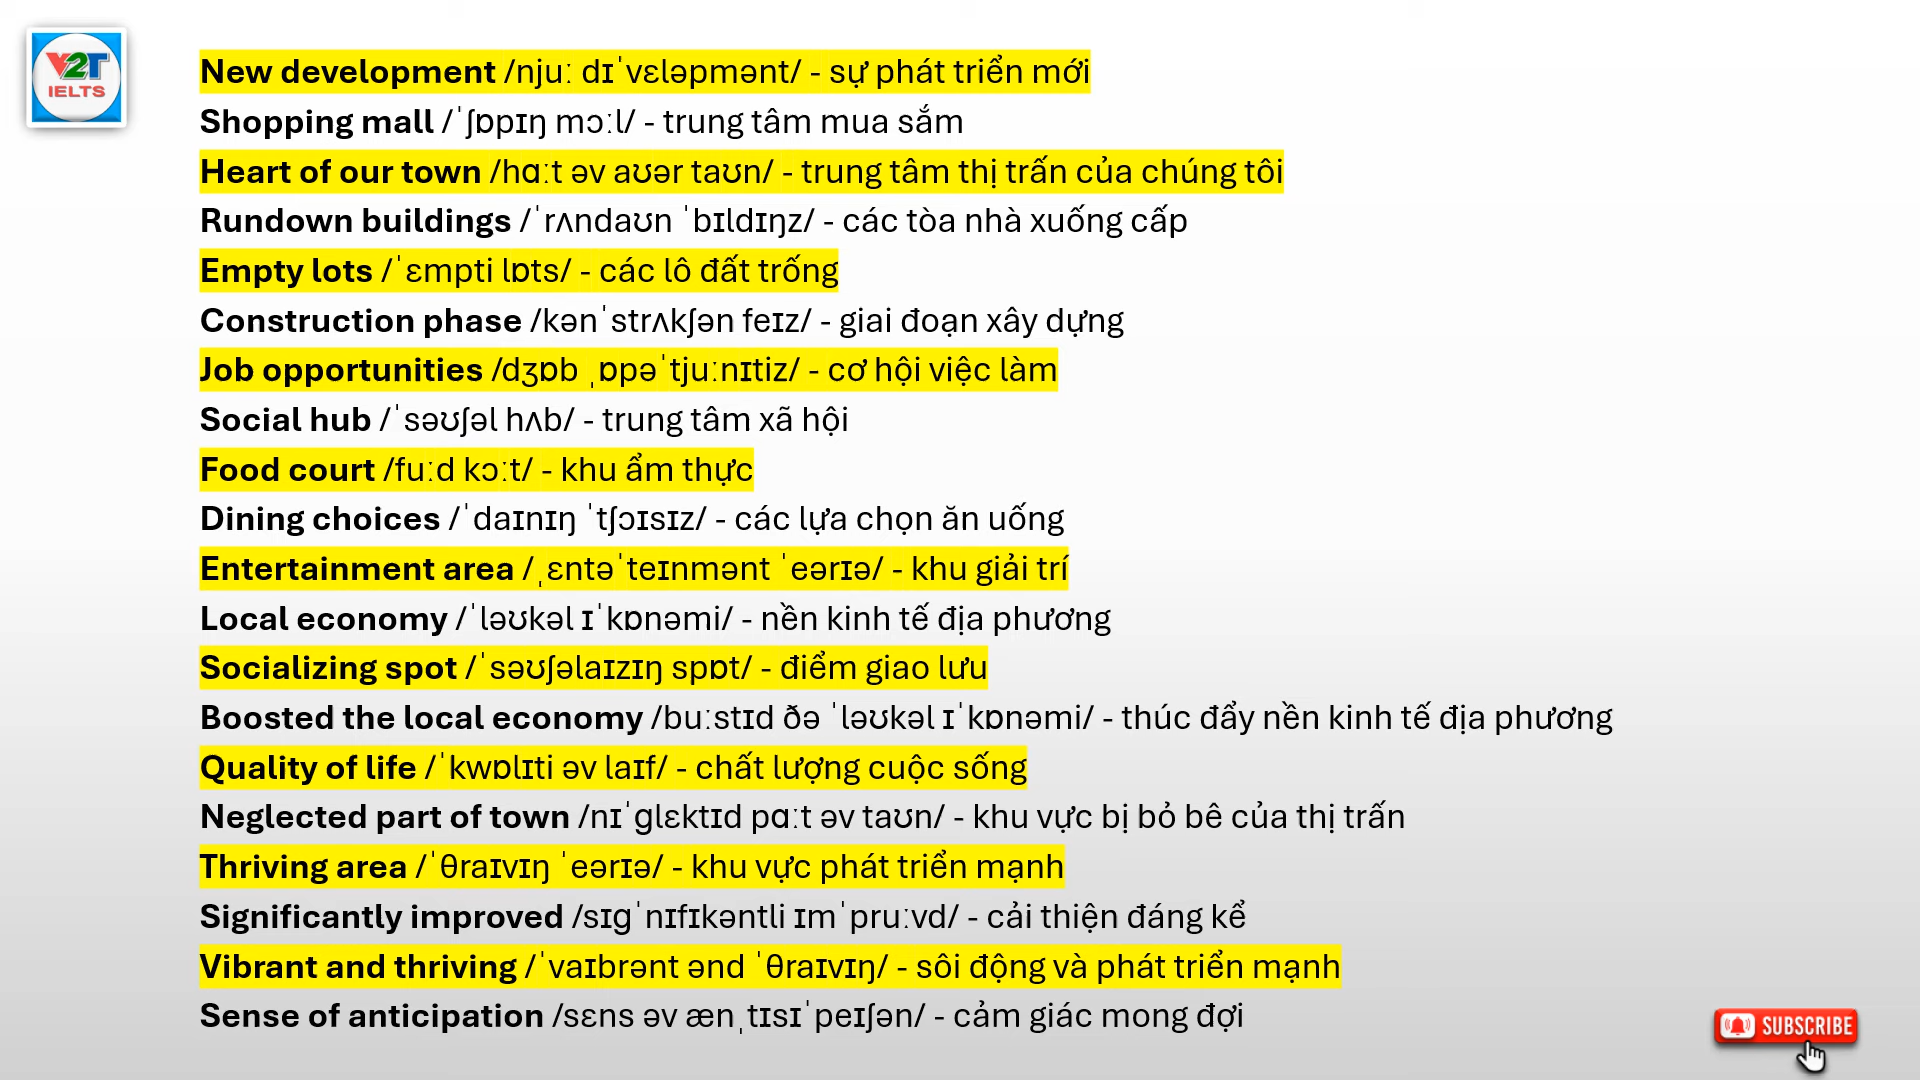 V2T
IELTS
New development /njuː dɪˈvɛləpmənt/ - sự phát triển mới
Shopping mall /ˈʃɒpɪŋ mɔːl/ - trung tâm mua sắm
Heart of our town /hɑːt əv aʊər taʊn/ - trung tâm thị trấn của chúng tôi
Rundown buildings /ˈrʌndaʊn ˈbɪldɪŋz/ - các tòa nhà xuống cấp
Empty lots /ˈɛmpti lɒts/ - các lô đất trống
Construction phase /kənˈstrʌkʃən feɪz/ - giai đoạn xây dựng
Job opportunities /dʒɒb ˌɒpəˈtjuːnɪtiz/ - cơ hội việc làm
Social hub /ˈsəʊʃəl hʌb/ - trung tâm xã hội
Food court /fuːd kɔːt/ - khu ẩm thực
Dining choices /ˈdaɪnɪŋ ˈtʃɔɪsɪz/ - các lựa chọn ăn uống
Entertainment area /ˌɛntəˈteɪnmənt ˈeərɪə/ - khu giải trí
Local economy /ˈləʊkəl ɪˈkɒnəmi/ - nền kinh tế địa phương
Socializing spot /ˈsəʊʃəlaɪzɪŋ spɒt/ - điểm giao lưu
Boosted the local economy /buːstɪd ðə ˈləʊkəl ɪˈkɒnəmi/ - thúc đẩy nền kinh tế địa phương
Quality of life /ˈkwɒlɪti əv laɪf/ - chất lượng cuộc sống
Neglected part of town /nɪˈɡlɛktɪd pɑːt əv taʊn/ - khu vực bị bỏ bê của thị trấn
Thriving area /ˈθraɪvɪŋ ˈeərɪə/ - khu vực phát triển mạnh
Significantly improved /sɪɡˈnɪfɪkəntli ɪmˈpruːvd/ - cải thiện đáng kể
Vibrant and thriving /ˈvaɪbrənt ənd ˈθraɪvɪŋ/ - sôi động và phát triển mạnh
Sense of anticipation /sɛns əv ænˌtɪsɪˈpeɪʃən/ - cảm giác mong đợi
SUBSCRIBE